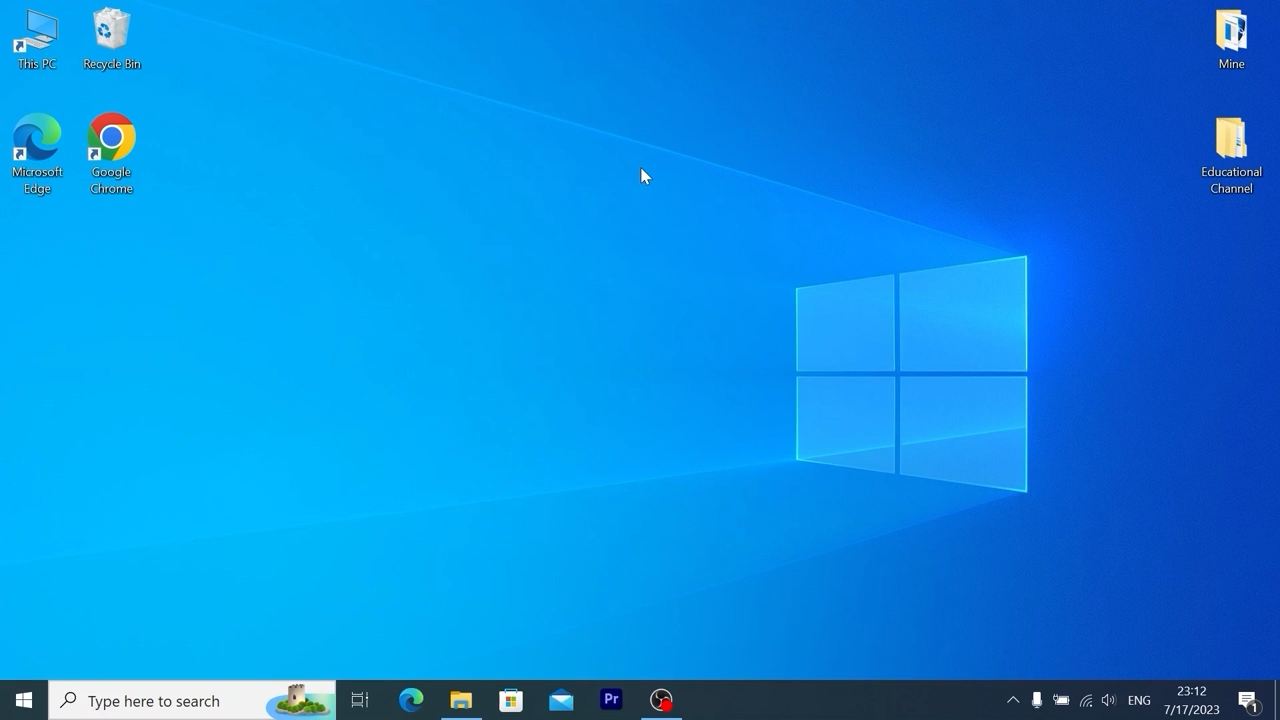 This PC
Recycle Bin
Microsoft
Edge
Google
Chrome
Mine
Educational
Channel
Type here to search
Pr
ENG
23:12
7/17/2023
1